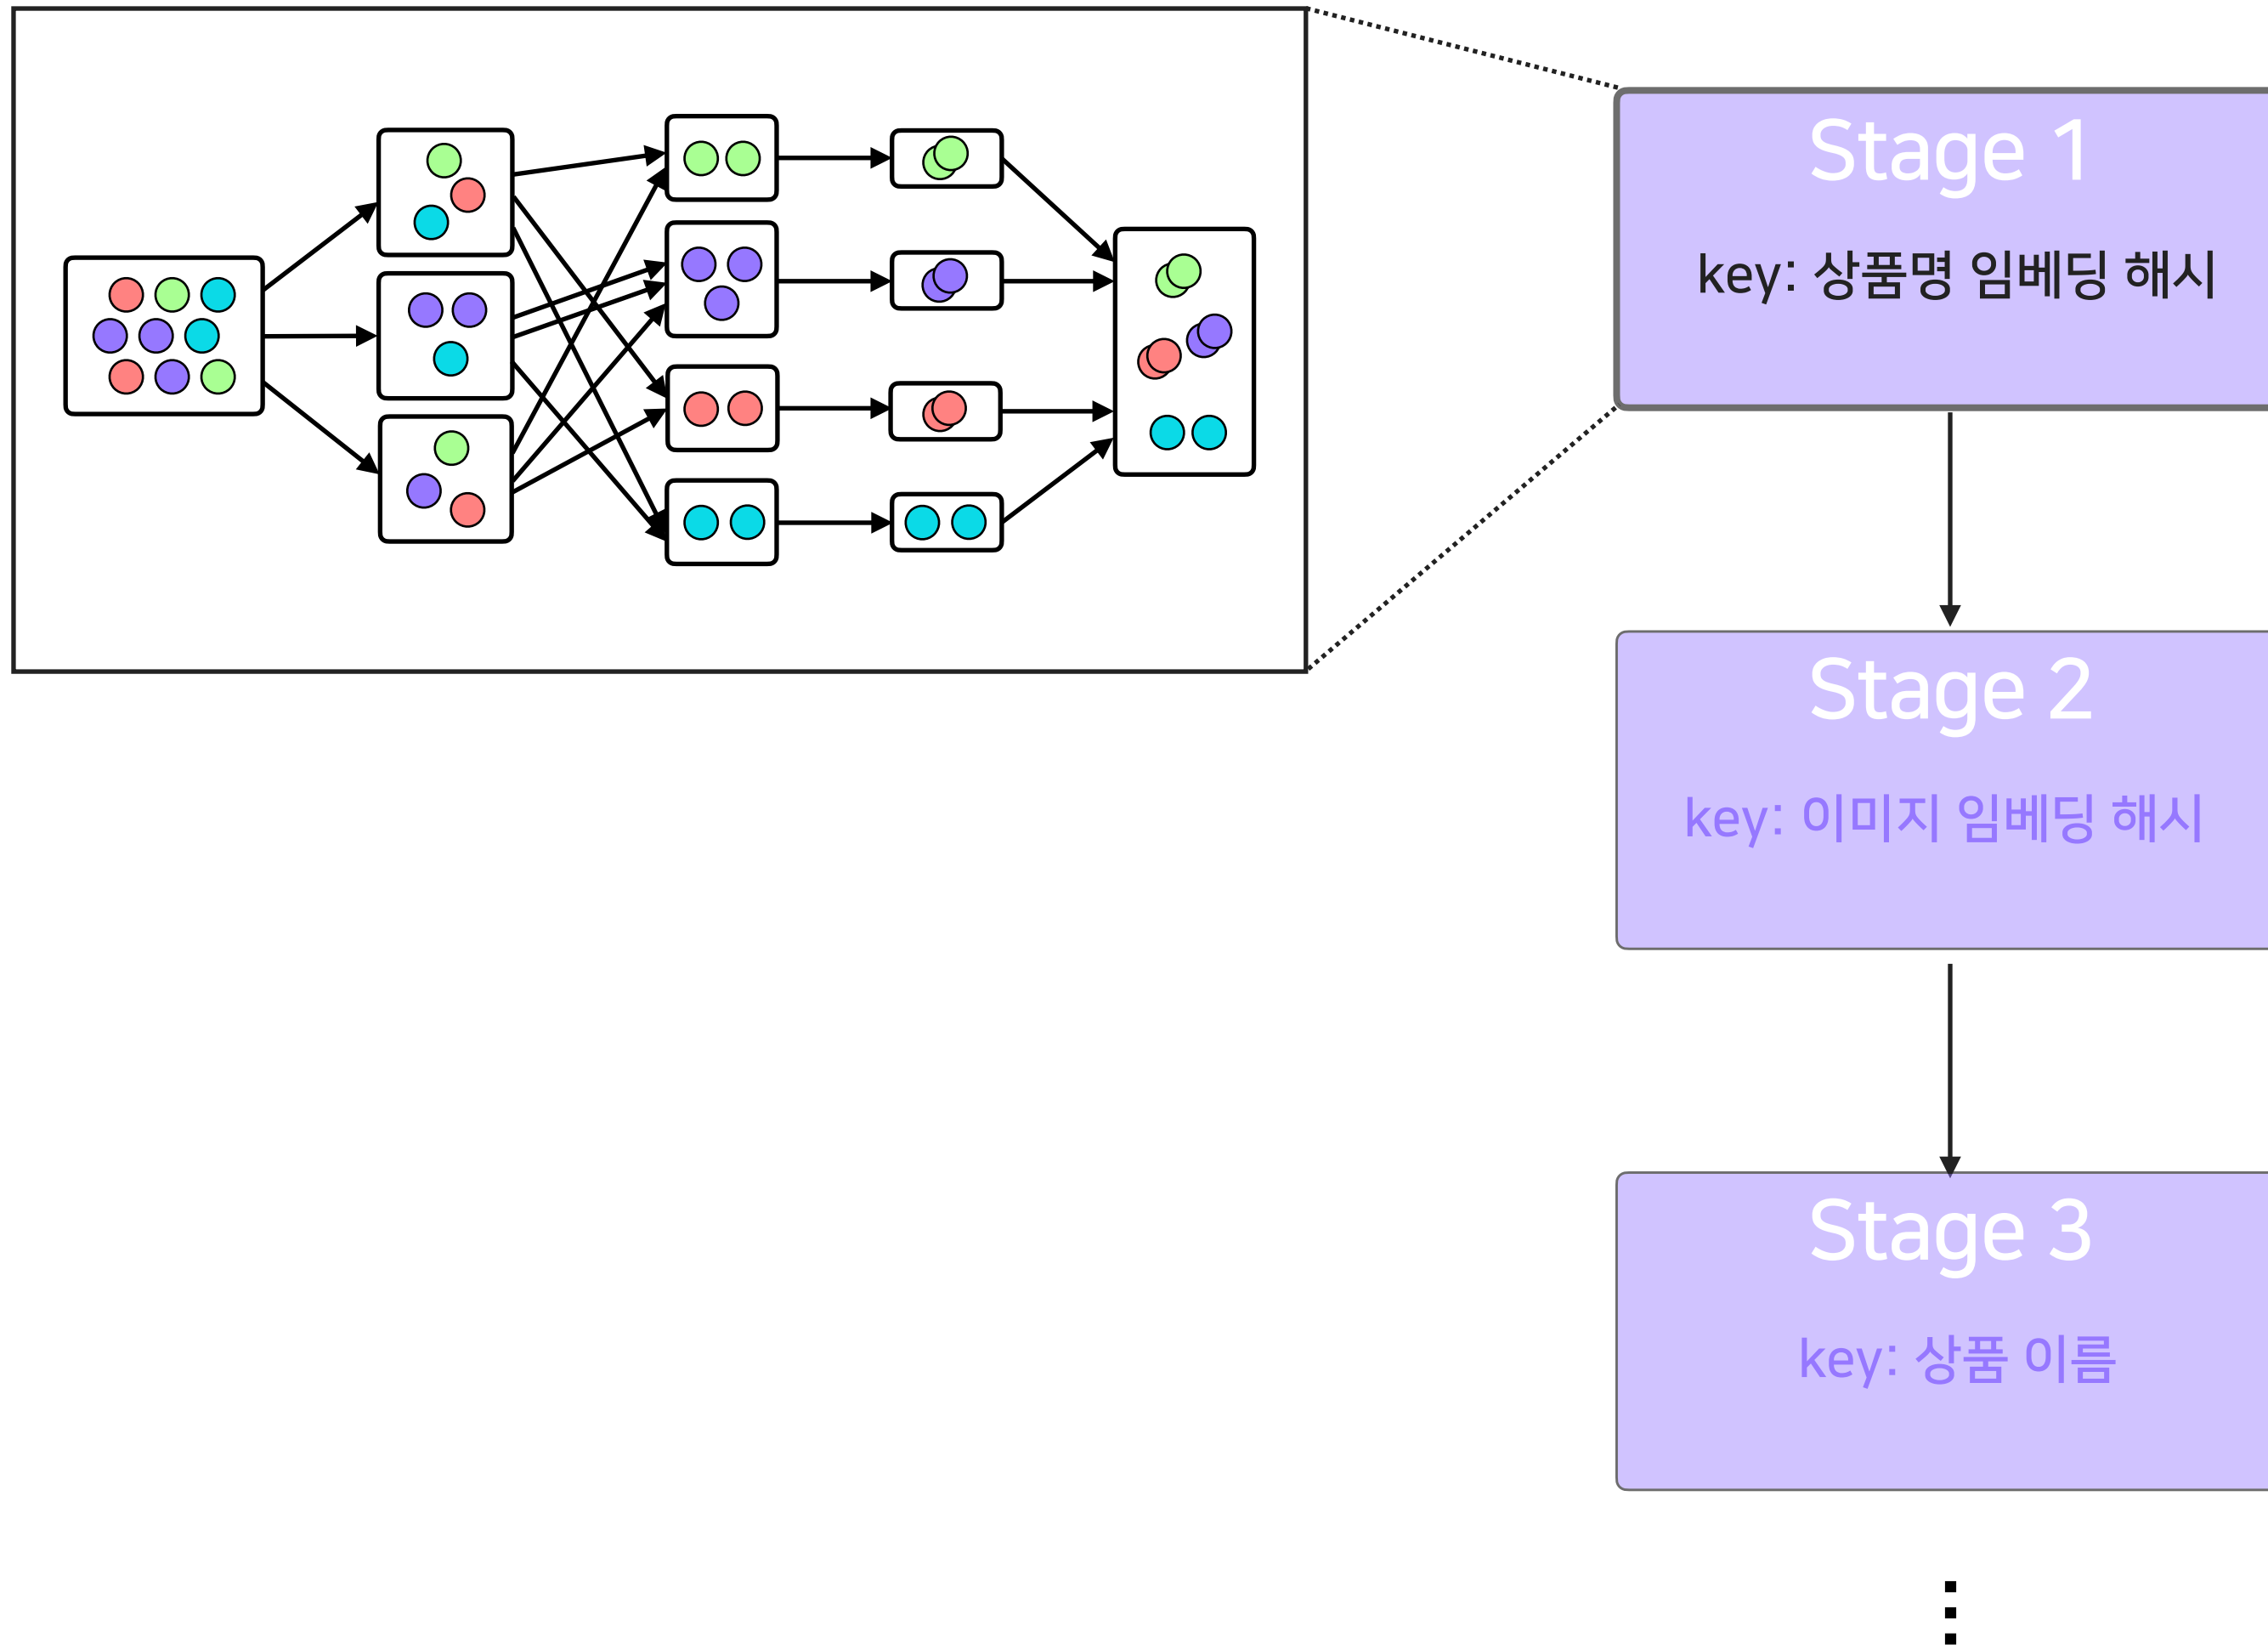 Stage 1
key: 상품명 임베딩 해시
Stage 2
key: 이미지 임베딩 해시
Stage 3
key: 상품 이름